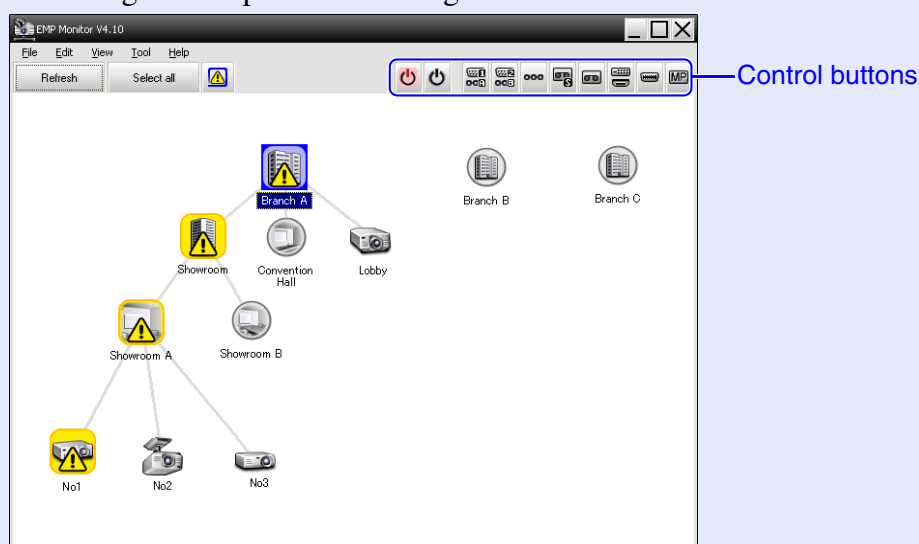 EMP Monitor V4.10
File Edit View Tool Help
Refresh Select all MP
Control buttons
Branch A Branch B Branch C
Showroom Convention Hall Lobby
Showroom A Showroom B
No1 No2 No3